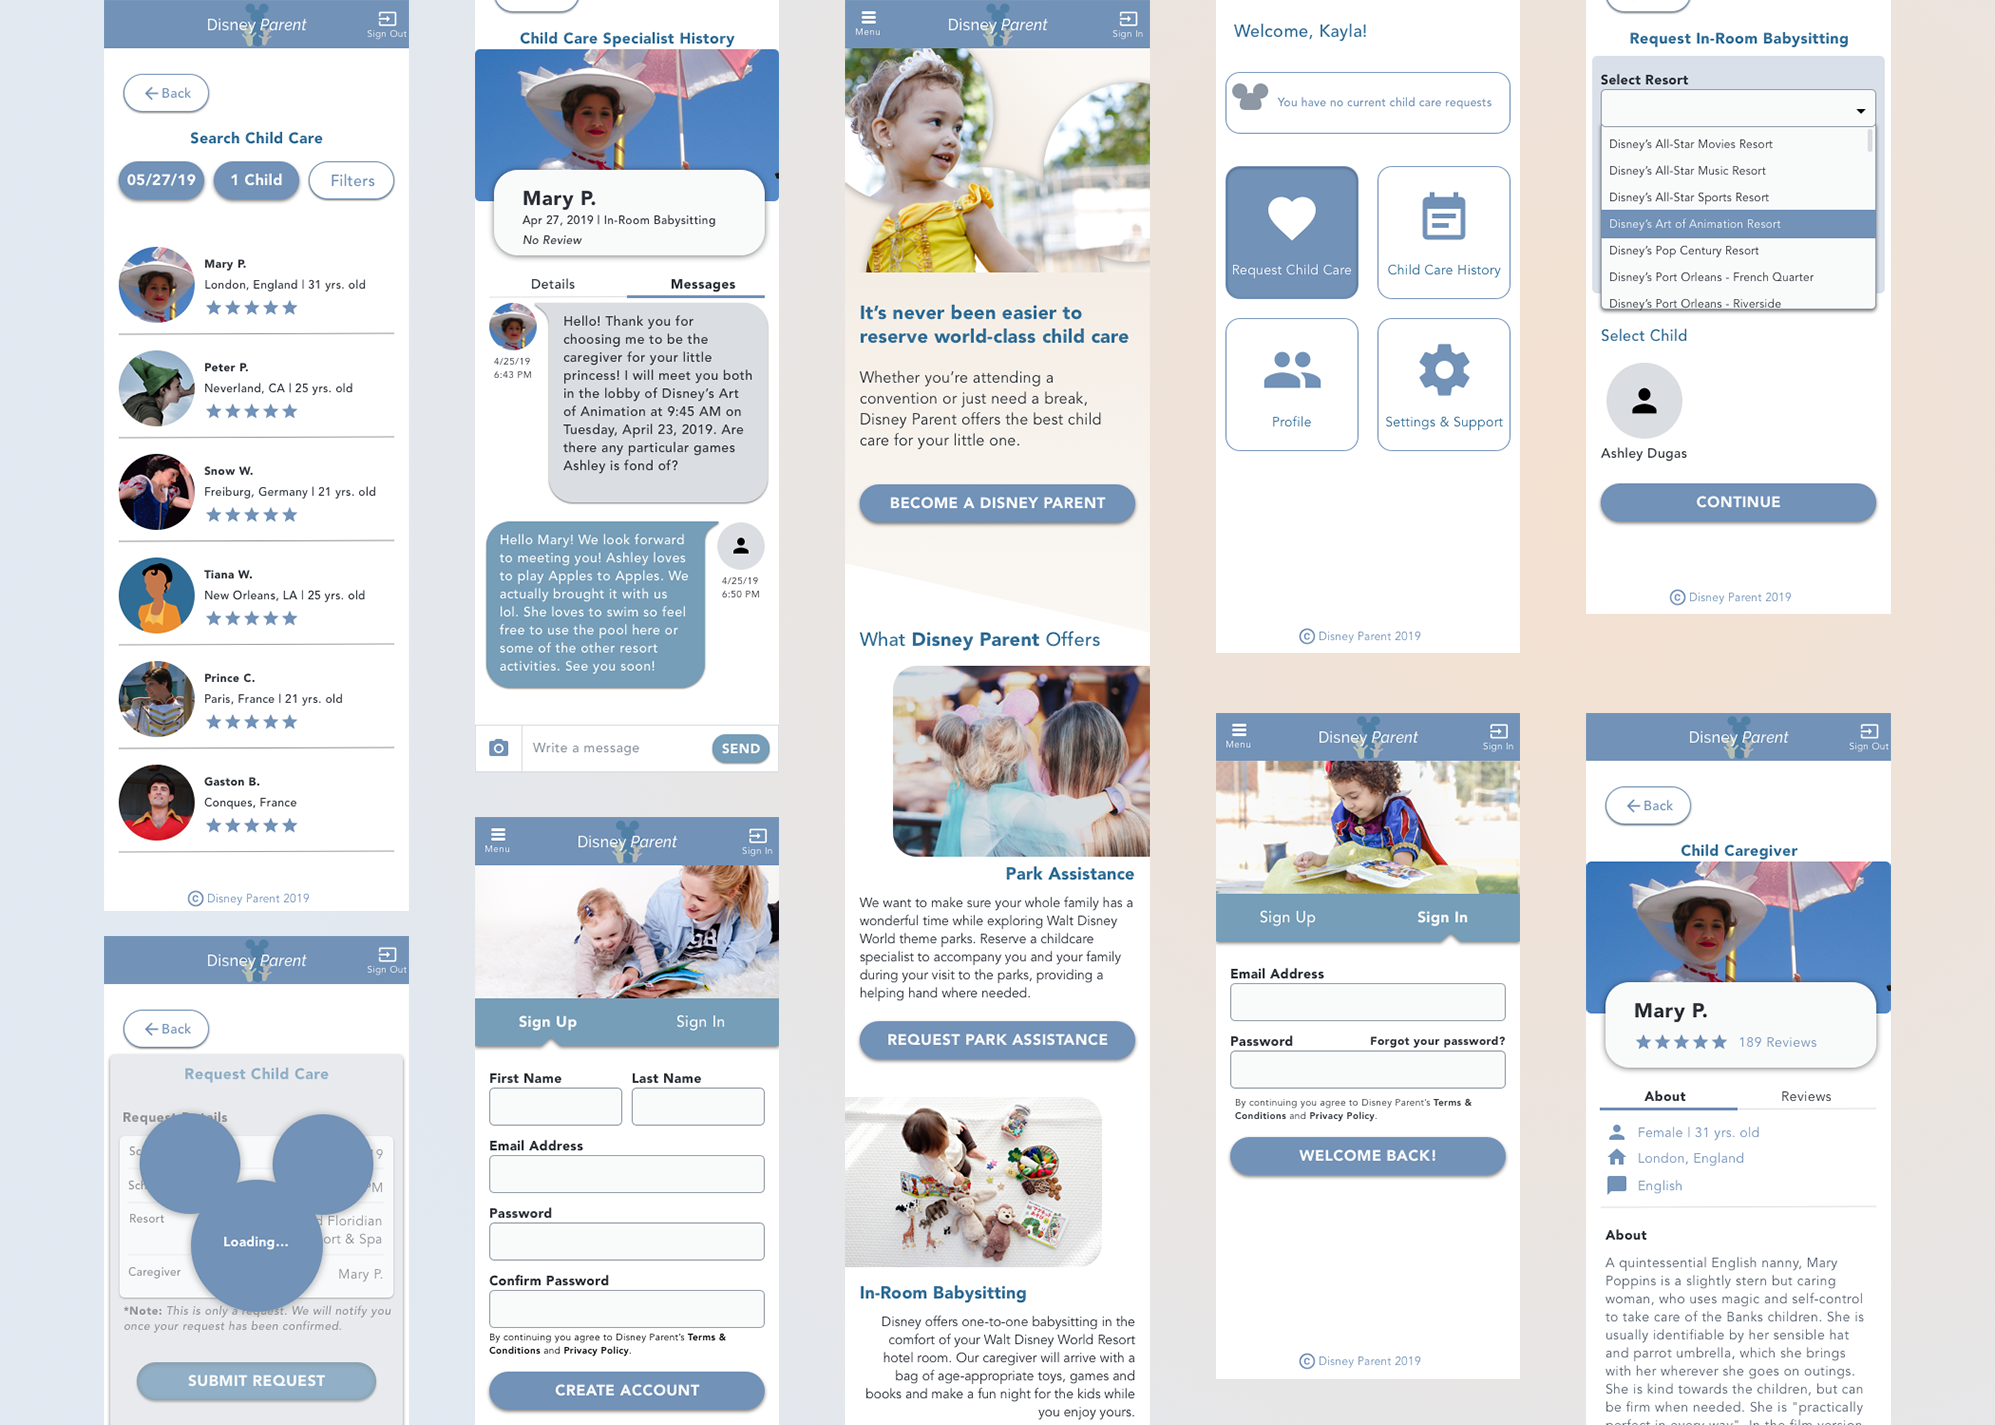 Disney Parent
Sign Out
Back
Search Child Care
05/27/19
1 Child
Filters
Mary P.
London, England | 31 yrs. old
Peter P.
Neverland, CA | 25 yrs. old
Snow W.
Freiburg, Germany | 21 yrs. old
Tiana W.
New Orleans, LA | 25 yrs. old
Prince C.
Paris, France | 21 yrs. old
Gaston B.
Conques, France
© Disney Parent 2019
Disney Parent
Sign Out
Back
Request Child Care
Request
Resort
Floridian
& Spa
Loading...
Caregiver
Mary P.
*Note: This is only a request. We will notify you
once your request has been confirmed.
SUBMIT REQUEST
Child Care Specialist History
Mary P.
Apr 27, 2019 | In-Room Babysitting
No Review
Details
Messages
Hello! Thank you for
choosing me to be the
caregiver for your little
princess! I will meet you both
in the lobby of Disney's Art
of Animation at 9:45 AM on
Tuesday, April 23, 2019. Are
there any particular games
Ashley is fond of?
4/25/19
6:43 PM
Hello Mary! We look forward
to meeting you! Ashley loves
to play Apples to Apples. We
actually brought it with us
lol. She loves to swim so feel
free to use the pool here or
some of the other resort
activities. See you soon!
4/25/19
6:50 PM
Write a message
SEND
Menu
Disney Parent
Sign In
Sign Up
Sign In
First Name
Last Name
Email Address
Password
Confirm Password
By continuing you agree to Disney Parent's Terms &
Conditions and Privacy Policy.
CREATE ACCOUNT
Menu
Disney Parent
Sign In
It's never been easier to
reserve world-class child care
Whether you're attending a
convention or just need a break,
Disney Parent offers the best child
care for your little one.
BECOME A DISNEY PARENT
What Disney Parent Offers
Park Assistance
We want to make sure your whole family has a
wonderful time while exploring Walt Disney
World theme parks. Reserve a childcare
specialist to accompany you and your family
during your visit to the parks, providing a
helping hand where needed.
REQUEST PARK ASSISTANCE
In-Room Babysitting
Disney offers one-to-one babysitting in the
comfort of your Walt Disney World Resort
hotel room. Our caregiver will arrive with a
bag of age-appropriate toys, games and
books and make a fun night for the kids while
you enjoy yours.
Welcome, Kayla!
You have no current child care requests
Request Child Care
Child Care History
Profile
Settings & Support
© Disney Parent 2019
Menu
Disney Parent
Sign In
Sign Up
Sign In
Email Address
Password
Forgot your password?
By continuing you agree to Disney Parent's Terms &
Conditions and Privacy Policy.
WELCOME BACK!
© Disney Parent 2019
Request In-Room Babysitting
Select Resort
Disney's All-Star Movies Resort
Disney's All-Star Music Resort
Disney's All-Star Sports Resort
Disney's Art of Animation Resort
Disney's Pop Century Resort
Disney's Port Orleans - French Quarter
Disney's Port Orleans - Riverside
Select Child
Ashley Dugas
CONTINUE
© Disney Parent 2019
Disney Parent
Sign Out
Back
Child Caregiver
Mary P.
189 Reviews
About
Reviews
Female | 31 yrs. old
London, England
English
About
A quintessential English nanny, Mary
Poppins is a slightly stern but caring
woman, who uses magic and self-control
to take care of the Banks children. She is
usually identifiable by her sensible hat
and parrot umbrella, which she brings
with her wherever she goes on outings.
She is kind towards the children, but can
be firm when needed. She is "practically
perfect in every way". In the film version